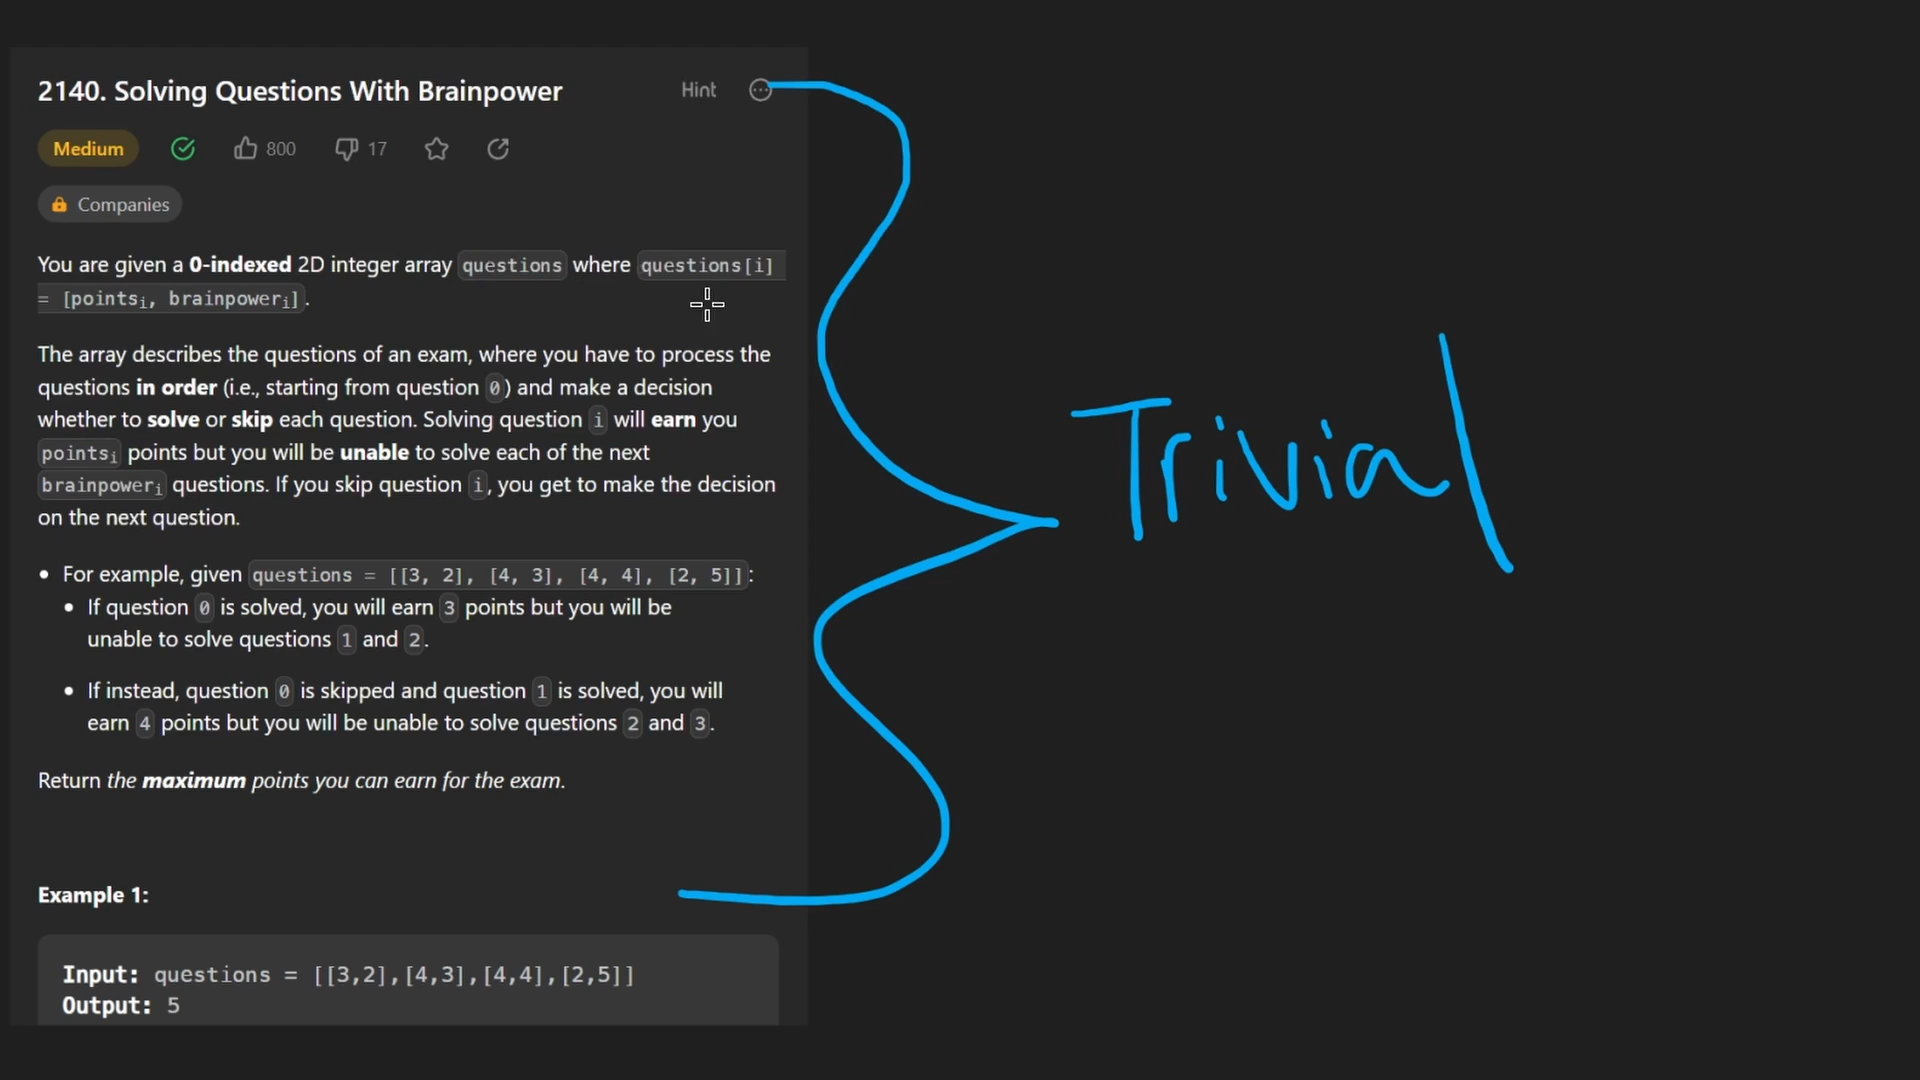 2140. Solving Questions With Brainpower
Hint
Medium
800
17
Companies
You are given a 0-indexed 2D integer array questions where questions[i]
= [pointsi, brainpoweri].
The array describes the questions of an exam, where you have to process the
questions in order (i.e., starting from question 0) and make a decision
whether to solve or skip each question. Solving question i will earn you
pointsi points but you will be unable to solve each of the next
brainpoweri questions. If you skip question i, you get to make the decision
on the next question.
• For example, given questions = [[3, 2], [4, 3], [4, 4], [2, 5]]:
• If question 0 is solved, you will earn 3 points but you will be
unable to solve questions 1 and 2.
• If instead, question 0 is skipped and question 1 is solved, you will
earn 4 points but you will be unable to solve questions 2 and 3.
Return the maximum points you can earn for the exam.
Example 1:
Input: questions = [[3,2],[4,3],[4,4],[2,5]]
Output: 5
Trivial